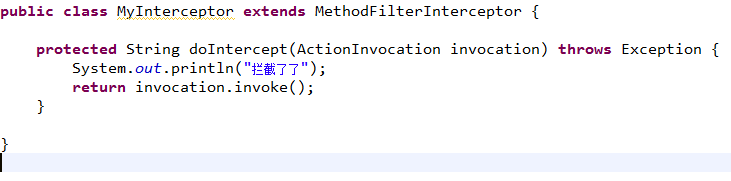 public class MyInterceptor extends MethodFilterInterceptor {
protected String doIntercept(ActionInvocation invocation) throws Exception {
System.out.println("拦截了了");
return invocation.invoke();
}
}